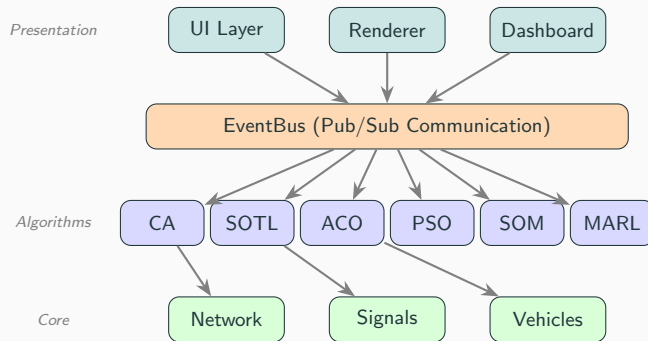 Presentation
UI Layer
Renderer
Dashboard
EventBus (Pub/Sub Communication)
Algorithms
CA
SOTL
ACO
PSO
SOM
MARL
Core
Network
Signals
Vehicles